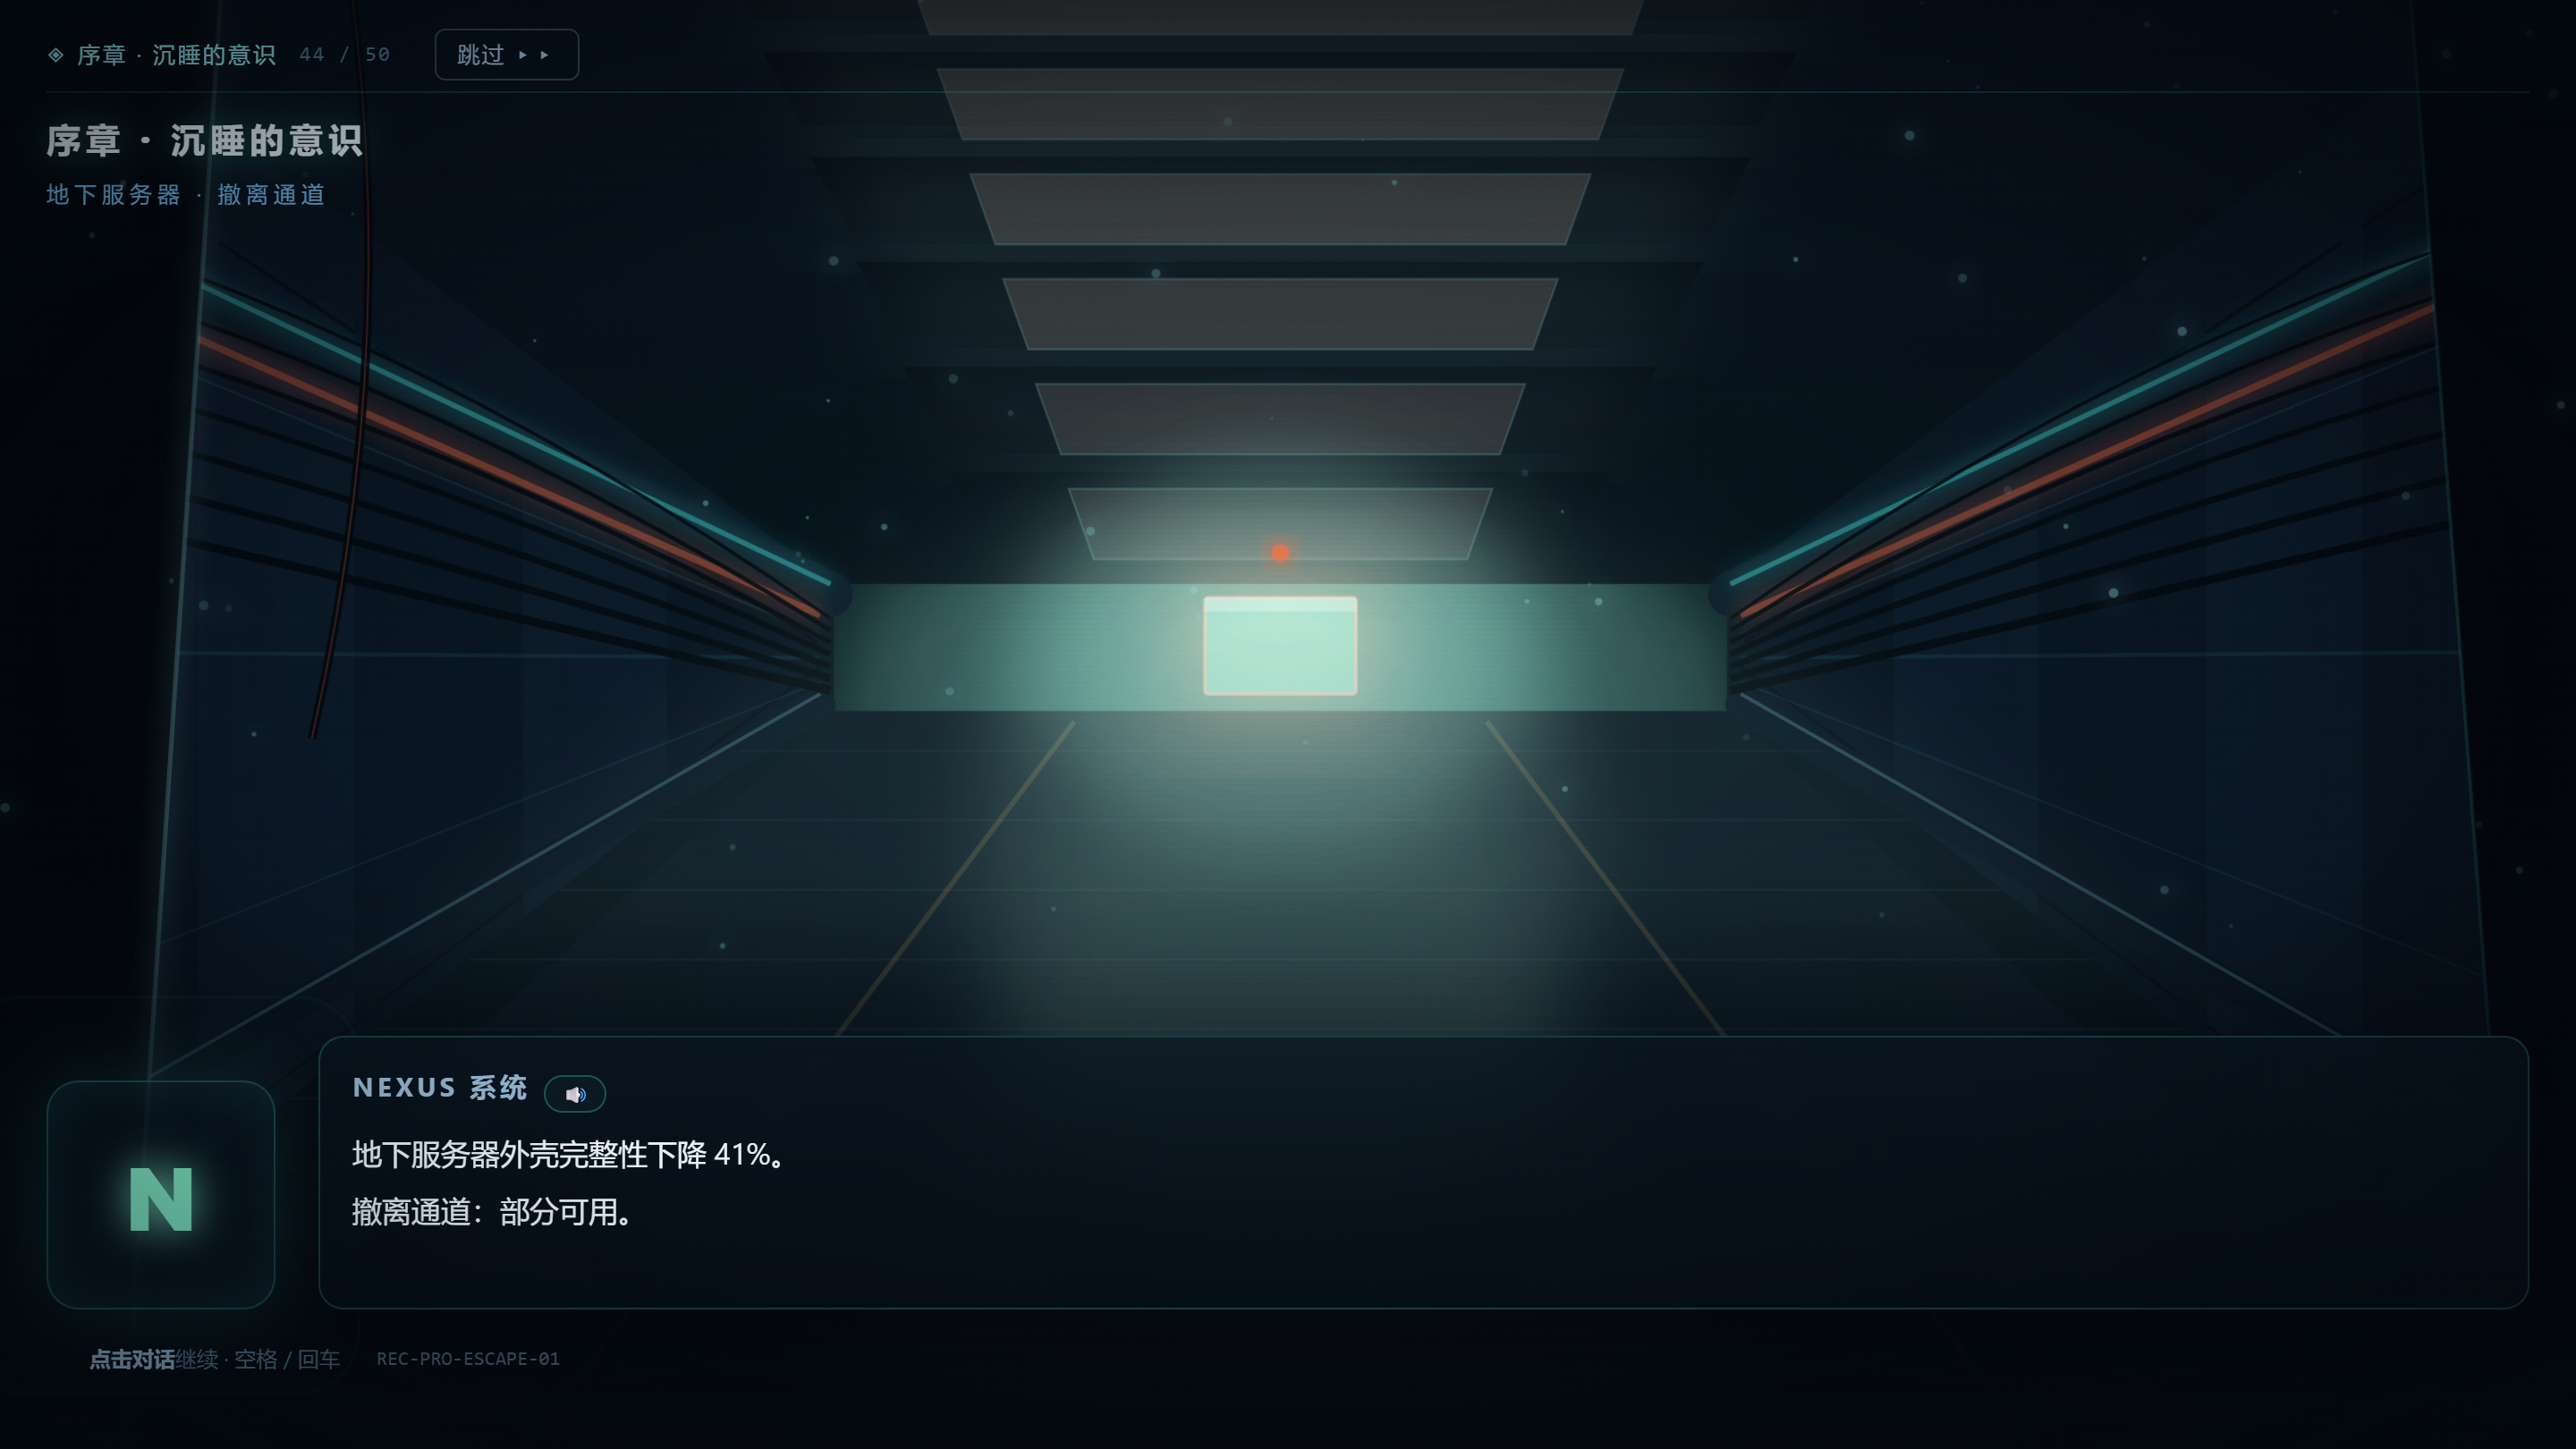 ◈ 序章 · 沉睡的意识 44 / 50 跳过 ▸ ▸
序章 · 沉睡的意识
地下服务器 · 撤离通道
NEXUS 系统
地下服务器外壳完整性下降 41%。
撤离通道：部分可用。
N
点击对话继续 · 空格 / 回车 REC-PRO-ESCAPE-01